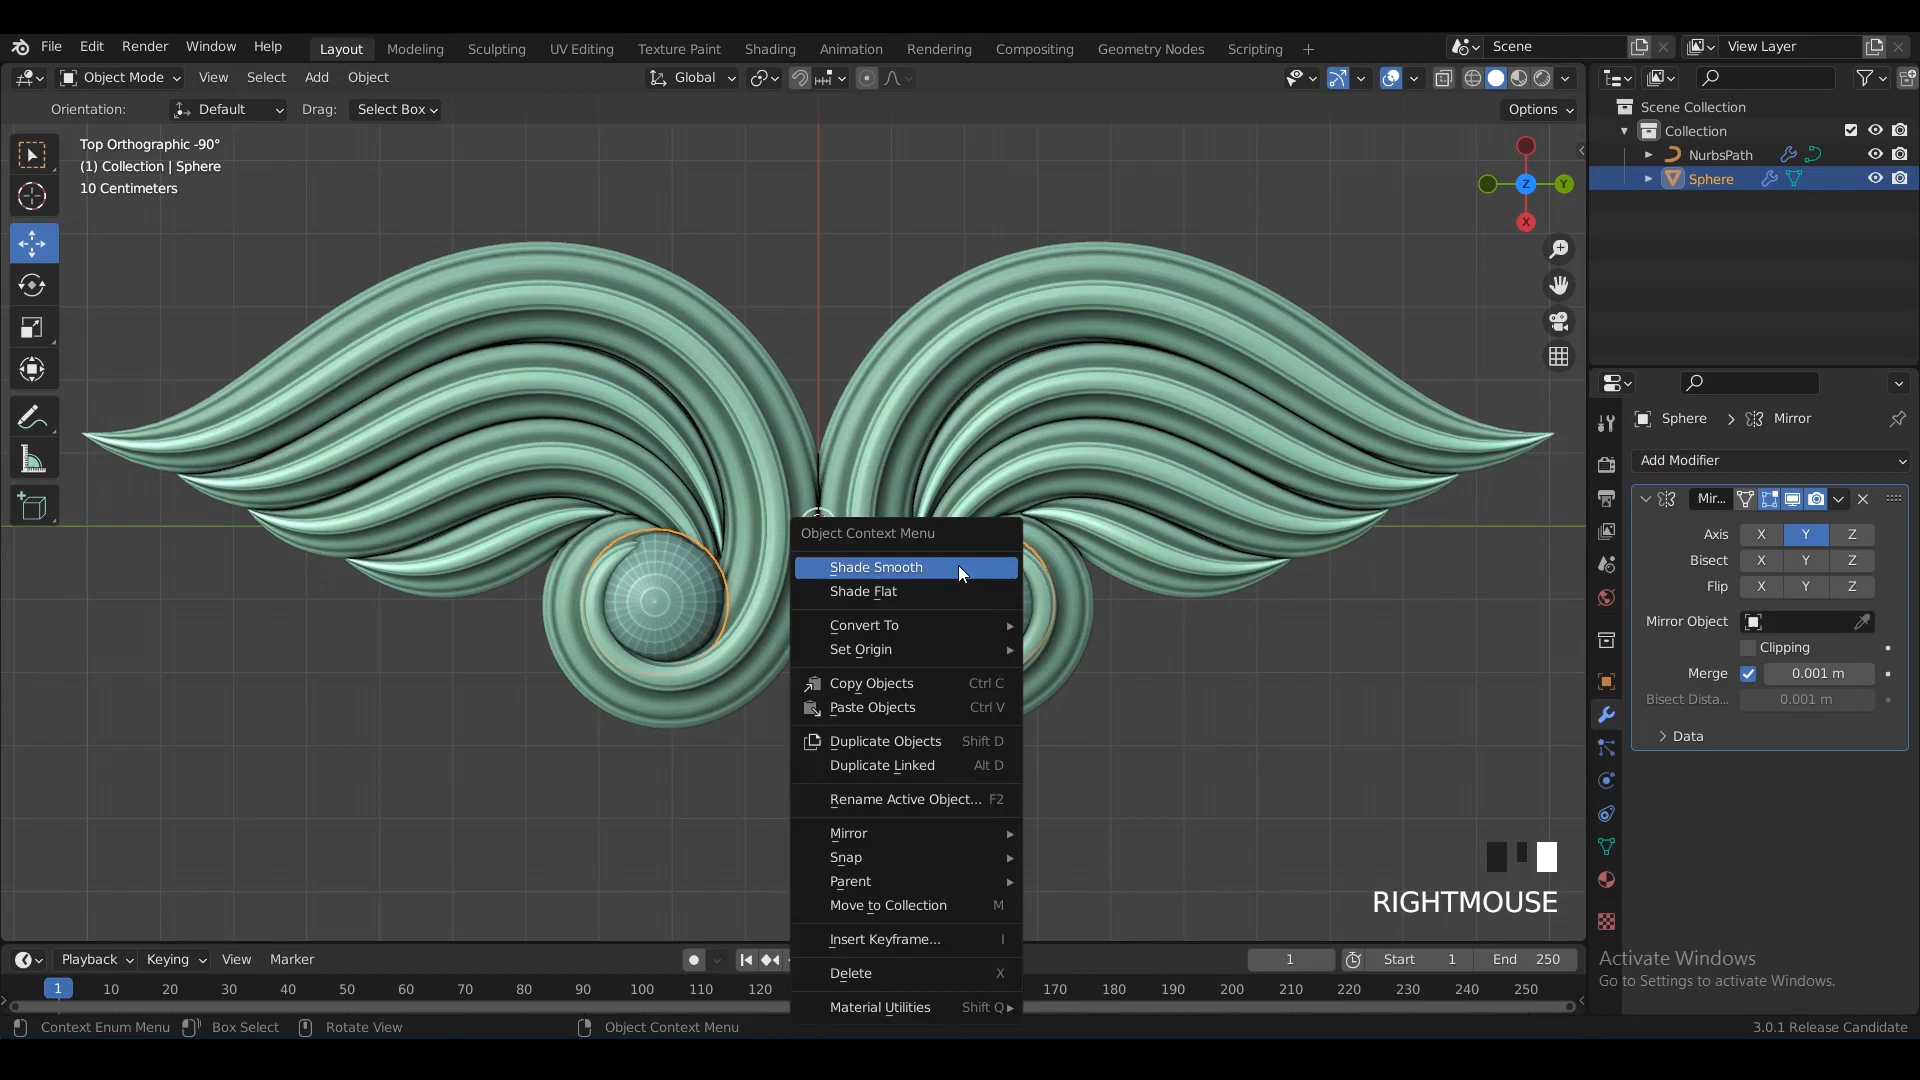 File Edit Render Window Help Layout Modeling Sculpting UV Editing Texture Paint Shading Animation Rendering Compositing Geometry Nodes Scripting + Scene View Layer
Object Mode View Select Add Object Global
Orientation: Default Drag: Select Box Options
Top Orthographic -90°
(1) Collection | Sphere
10 Centimeters
Z Y X
Scene Collection
Collection
NurbsPath
Sphere
Sphere > Mirror
Add Modifier
Mir...
Axis X Y Z
Bisect X Y Z
Flip X Y Z
Mirror Object
Clipping
Merge 0.001 m
Bisect Dista... 0.001 m
> Data
Object Context Menu
Shade Smooth
Shade Flat
Convert To
Set Origin
Copy Objects Ctrl C
Paste Objects Ctrl V
Duplicate Objects Shift D
Duplicate Linked Alt D
Rename Active Object... F2
Mirror
Snap
Parent
Move to Collection M
Insert Keyframe... I
Delete X
Material Utilities Shift Q
RIGHTMOUSE
Playback Keying View Marker 1 Start 1 End 250
1 10 20 30 40 50 60 70 80 90 100 110 120 170 180 190 200 210 220 230 240 250
Activate Windows
Go to Settings to activate Windows.
Context Enum Menu Box Select Rotate View Object Context Menu 3.0.1 Release Candidate